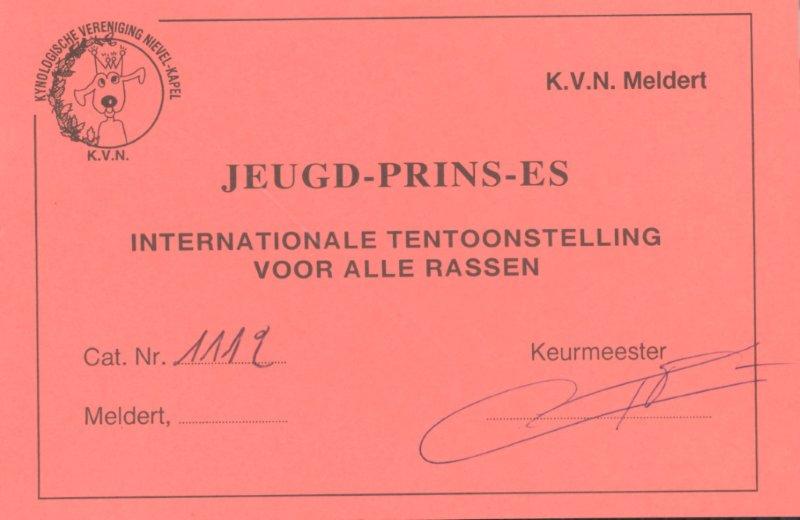 KYNOLOGISCHE VERENIGING NIEVEL-KAPEL
K.V.N.
K.V.N. Meldert
JEUGD-PRINS-ES
INTERNATIONALE TENTOONSTELLING
VOOR ALLE RASSEN
Cat. Nr. 1112
Keurmeester
Meldert,